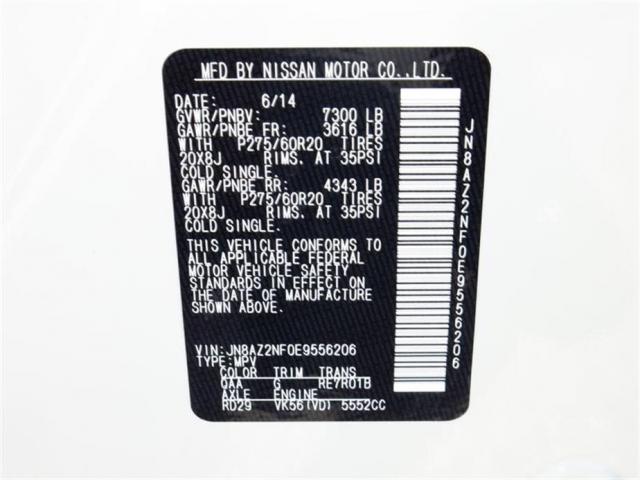 MFD BY NISSAN MOTOR CO.,LTD.
DATE: 6/14
GVWR/PNBV: 7300 LB
GAWR/PNBE FR: 3616 LB
WITH P275/60R20 TIRES
20X8J RIMS. AT 35PSI
COLD SINGLE.
GAWR/PNBE RR: 4343 LB
WITH P275/60R20 TIRES
20X8J RIMS. AT 35PSI
COLD SINGLE.
THIS VEHICLE CONFORMS TO
ALL APPLICABLE FEDERAL
MOTOR VEHICLE SAFETY
STANDARDS IN EFFECT ON
THE DATE OF MANUFACTURE
SHOWN ABOVE.
VIN:JN8AZ2NF0E9556206
TYPE:MPV
COLOR TRIM TRANS
QAA G RE7R01B
AXLE ENGINE
RD29 VK56(VD) 5552CC
JN8AZ2NF0E9556206